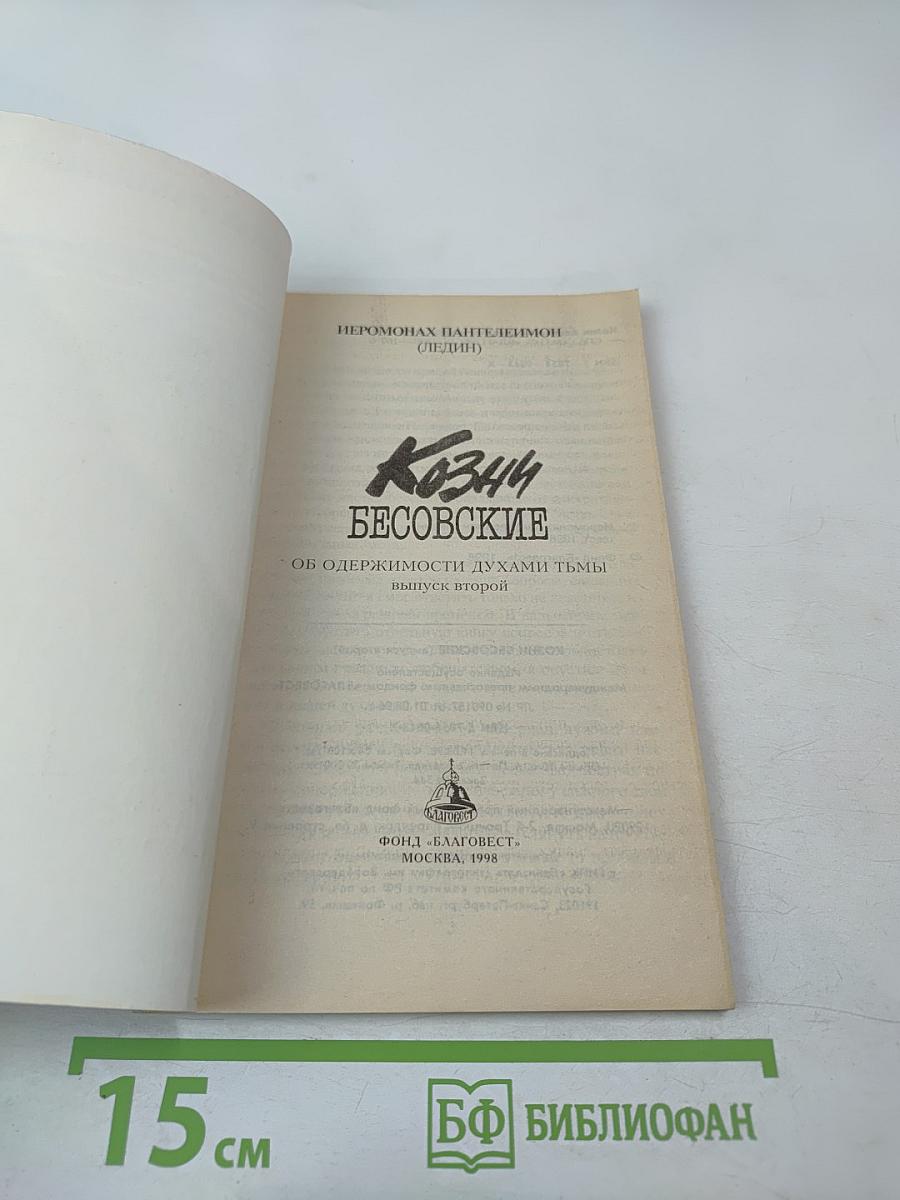 ИЕРОМОНАХ ПАНТЕЛЕИМОН
(ЛЕДИН)
Козни
БЕСОВСКИЕ
ОБ ОДЕРЖИМОСТИ ДУХАМИ ТЬМЫ
выпуск второй
БЛАГОВЕСТ
ФОНД «БЛАГОВЕСТ»
МОСКВА, 1998
15 см
БФ БИБЛИОФАН